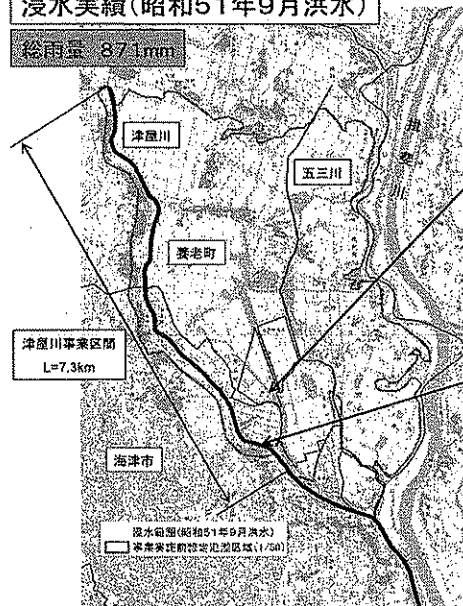 浸水実績(昭和51年9月洪水)
総雨量 871mm
津屋川
五三川
揖斐川
養老町
津屋川事業区間
L=7.3km
海津市
浸水範囲(昭和51年9月洪水)
事業実施前想定氾濫区域(1/50)